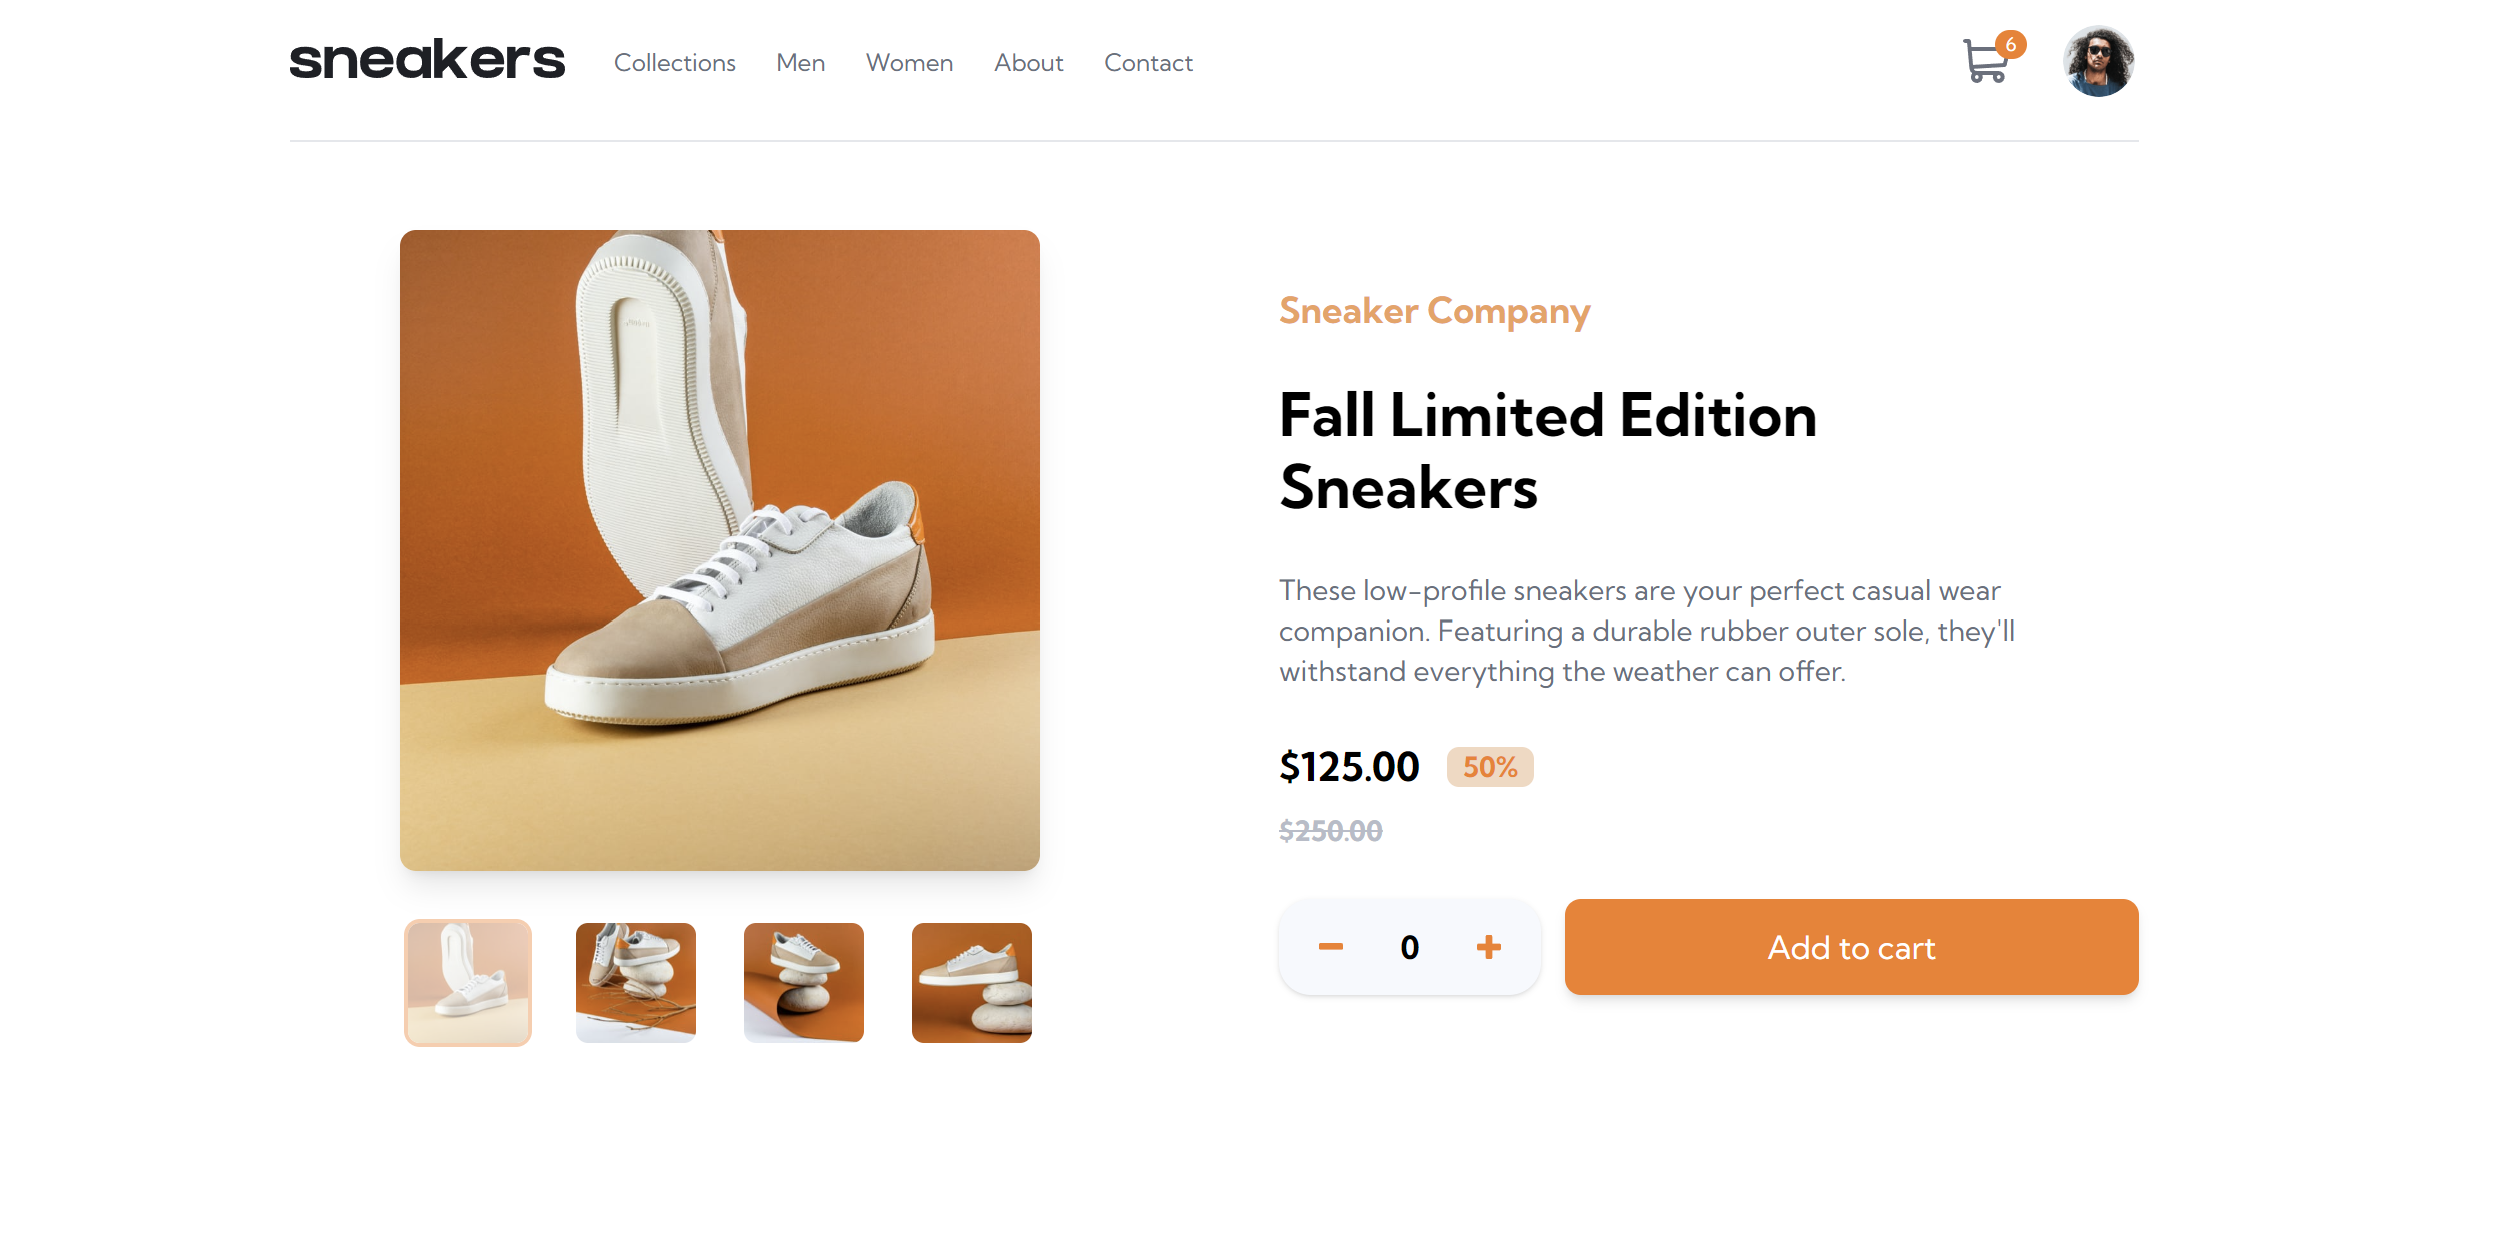 sneakers
Collections Men Women About Contact
6
Sneaker Company
Fall Limited Edition
Sneakers
These low-profile sneakers are your perfect casual wear
companion. Featuring a durable rubber outer sole, they'll
withstand everything the weather can offer.
$125.00 50%
$250.00
0 Add to cart